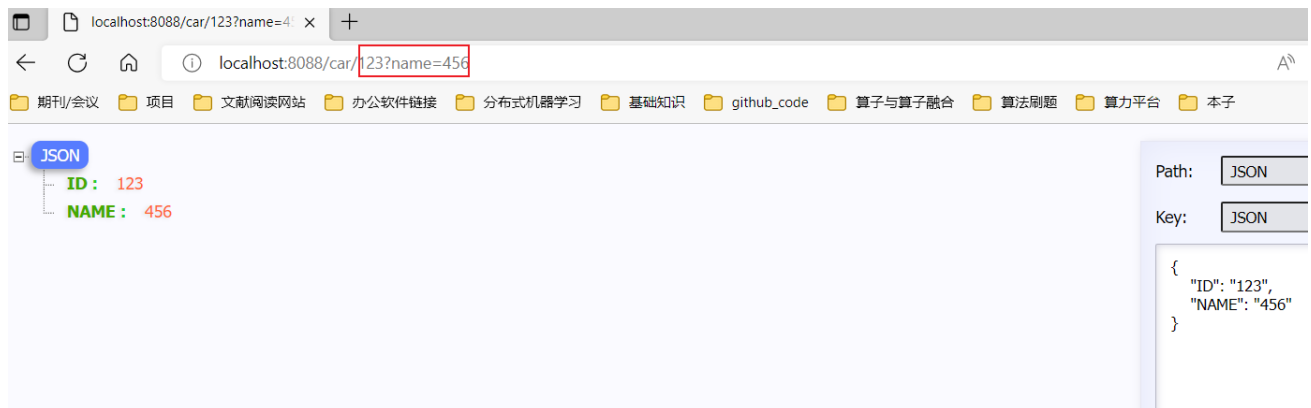 localhost:8088/car/123?name=4
localhost:8088/car/123?name=456
期刊/会议 项目 文献阅读网站 办公软件链接 分布式机器学习 基础知识 github_code 算子与算子融合 算法刷题 算力平台 本子
JSON
ID : 123
NAME : 456
Path: JSON
Key: JSON
{
"ID": "123",
"NAME": "456"
}